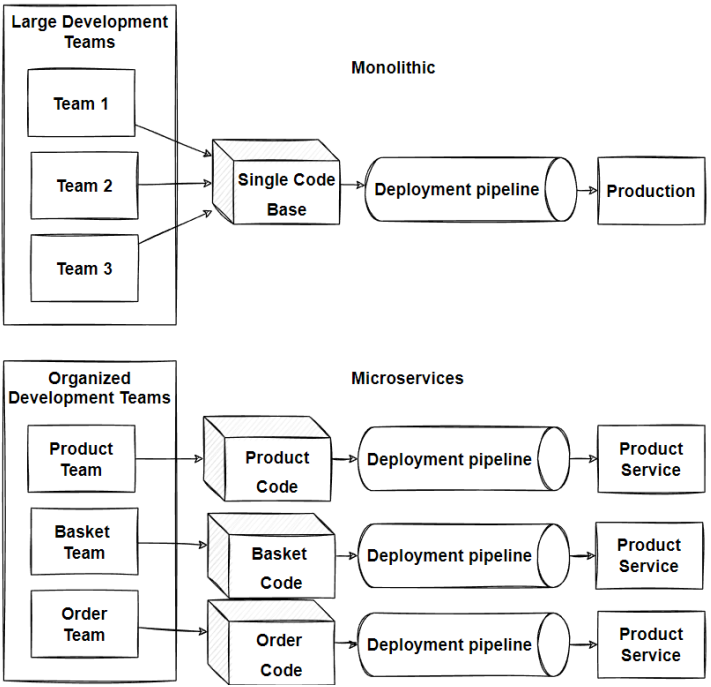 Large Development
Teams
Monolithic
Team 1
Team 2
Team 3
Single Code
Base
Deployment pipeline
Production
Organized
Development Teams
Microservices
Product
Team
Product
Code
Deployment pipeline
Product
Service
Basket
Team
Basket
Code
Deployment pipeline
Product
Service
Order
Team
Order
Code
Deployment pipeline
Product
Service